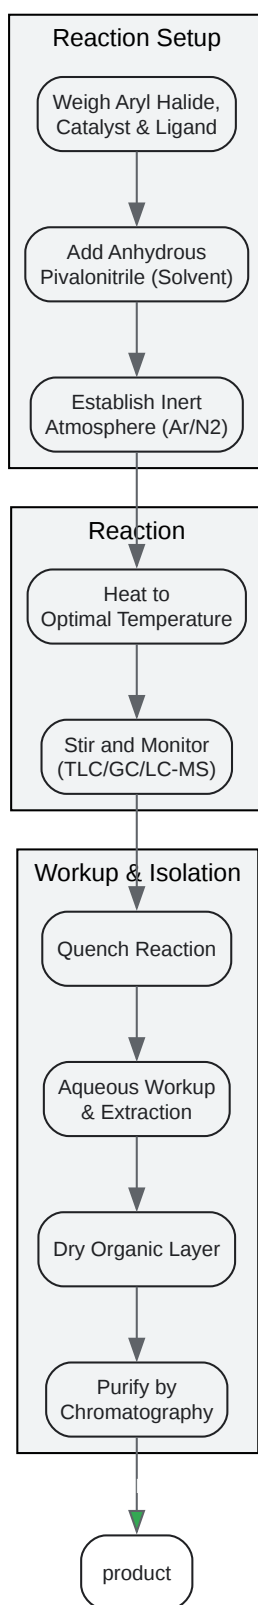 Reaction Setup
Weigh Aryl Halide,
Catalyst & Ligand
Add Anhydrous
Pivalonitrile (Solvent)
Establish Inert
Atmosphere (Ar/N2)
Reaction
Heat to
Optimal Temperature
Stir and Monitor
(TLC/GC/LC-MS)
Workup & Isolation
Quench Reaction
Aqueous Workup
& Extraction
Dry Organic Layer
Purify by
Chromatography
product